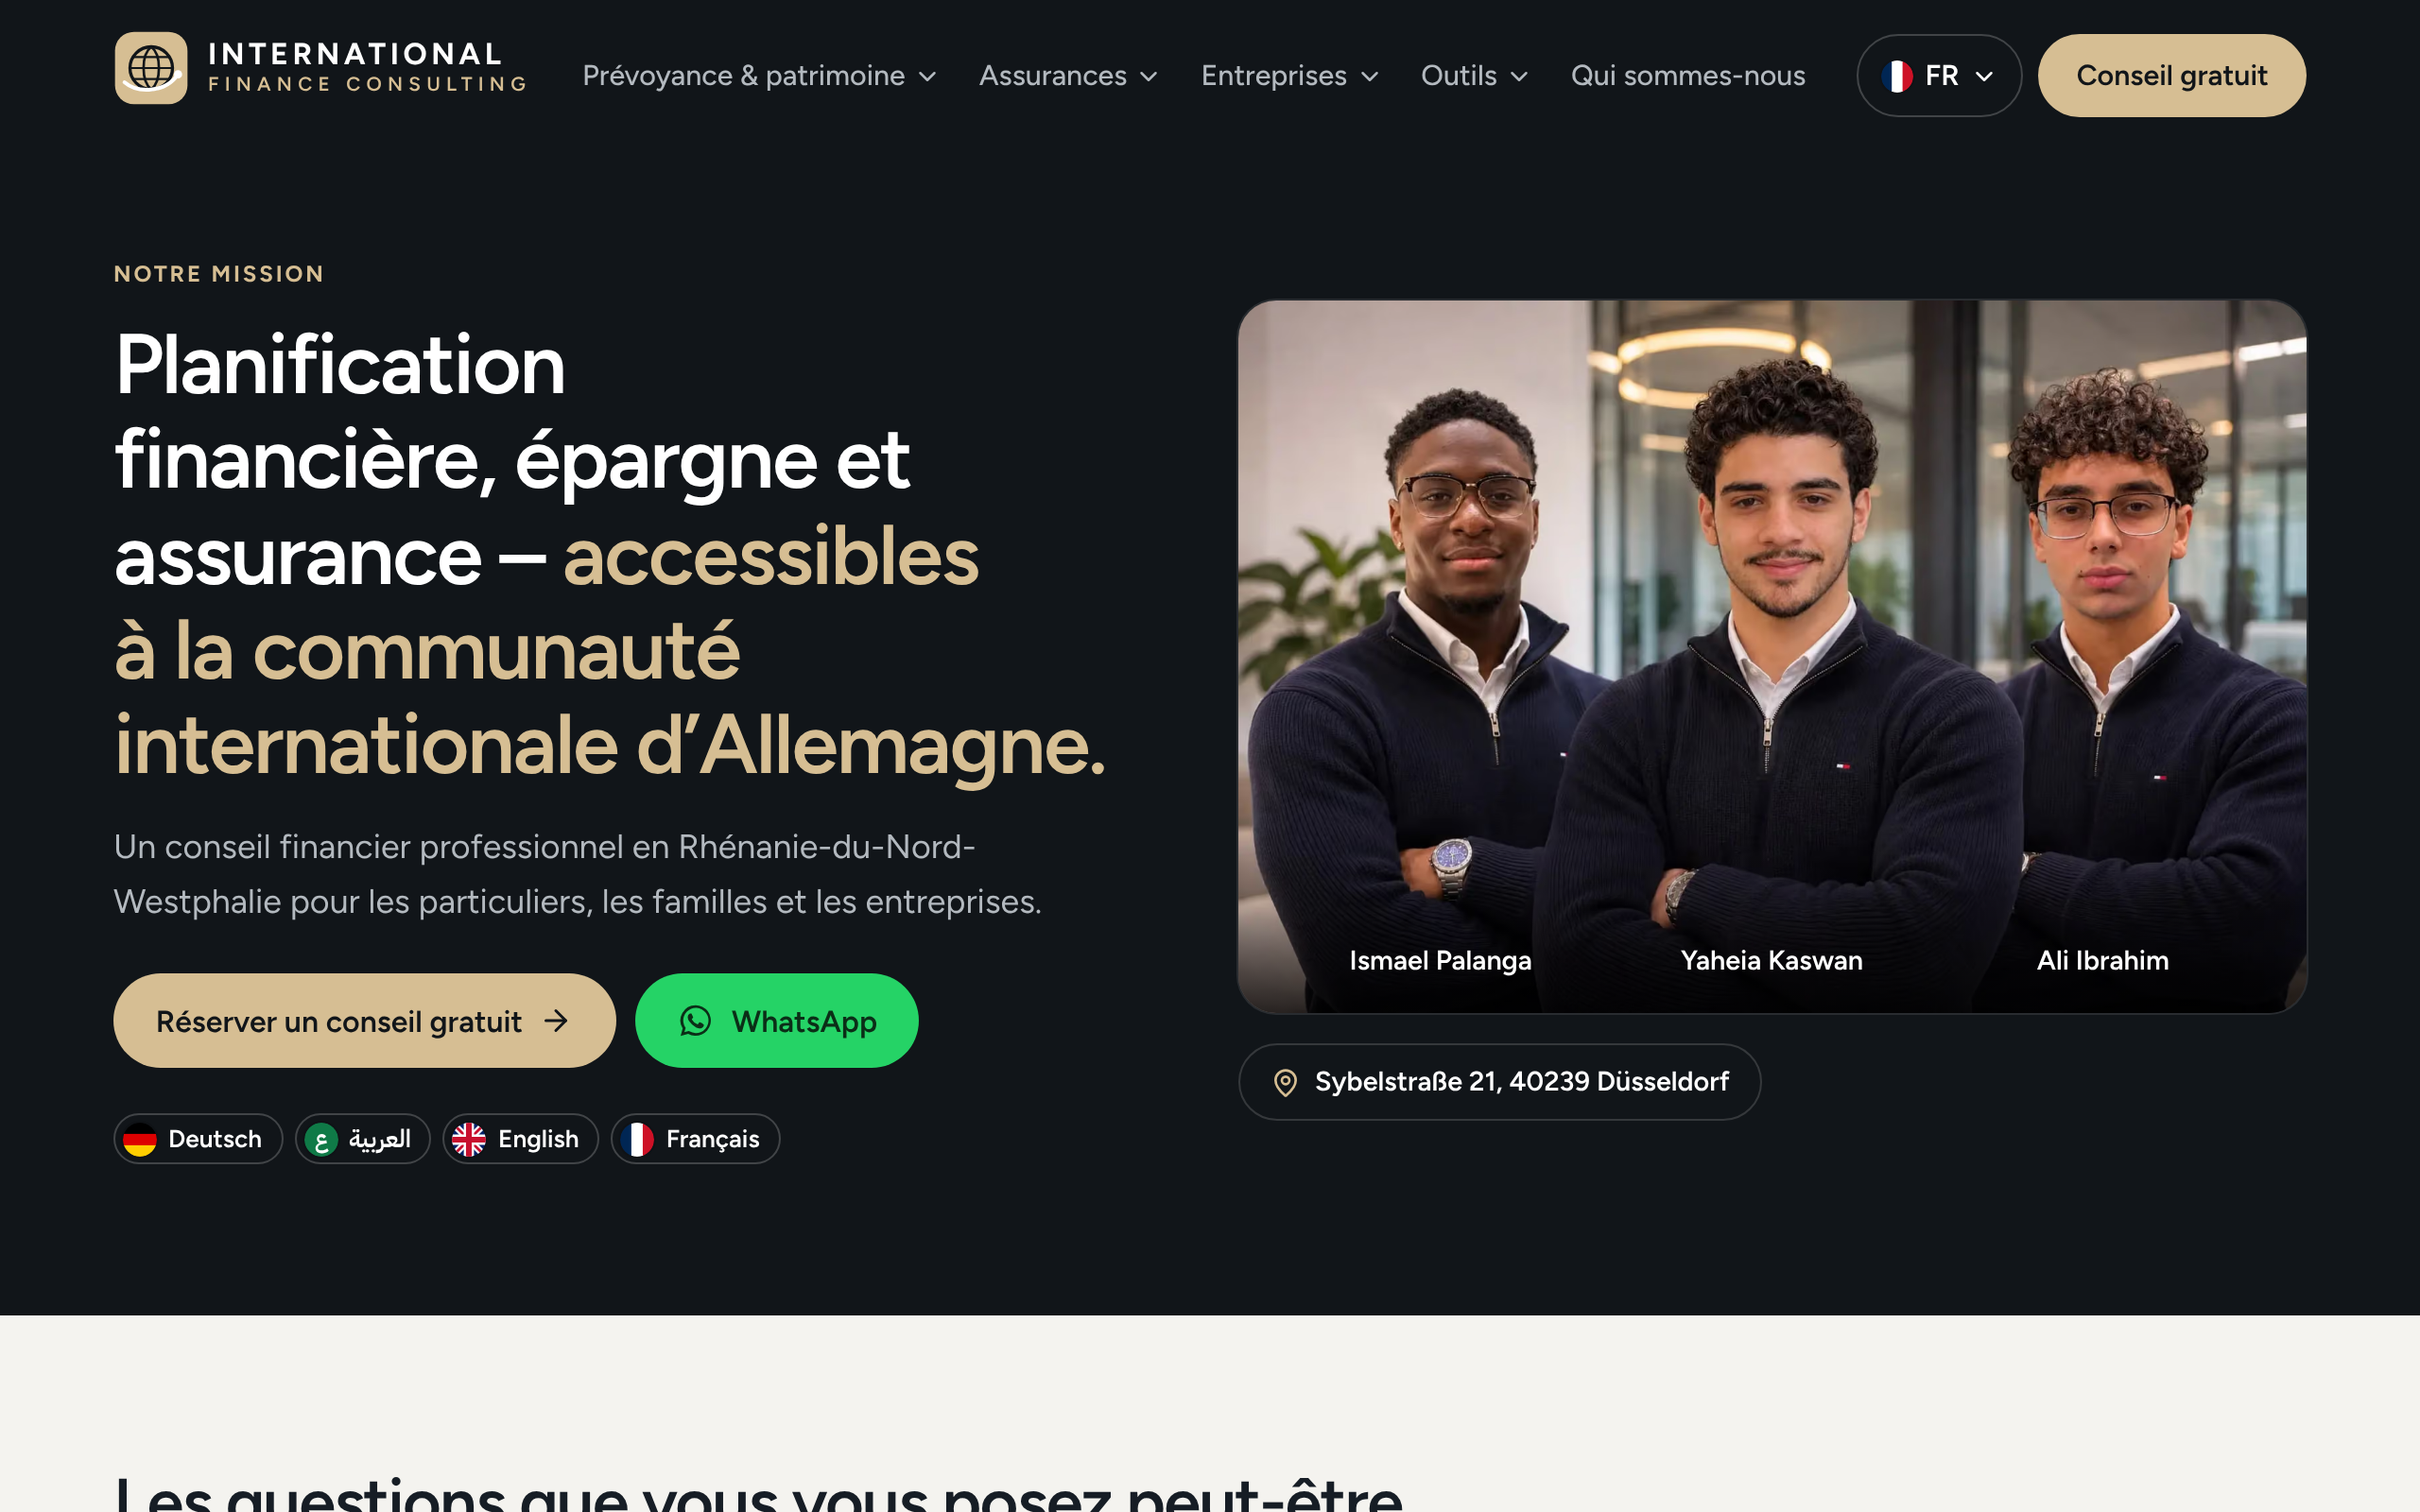 INTERNATIONAL
FINANCE CONSULTING
Prévoyance & patrimoine
Assurances
Entreprises
Outils
Qui sommes-nous
FR
Conseil gratuit
NOTRE MISSION
Planification
financière, épargne et
assurance – accessibles
à la communauté
internationale d’Allemagne.
Un conseil financier professionnel en Rhénanie-du-Nord-
Westphalie pour les particuliers, les familles et les entreprises.
Réserver un conseil gratuit
WhatsApp
Deutsch
ع العربية
English
Français
Ismael Palanga
Yaheia Kaswan
Ali Ibrahim
Sybelstraße 21, 40239 Düsseldorf
Les questions que vous vous posez peut-être